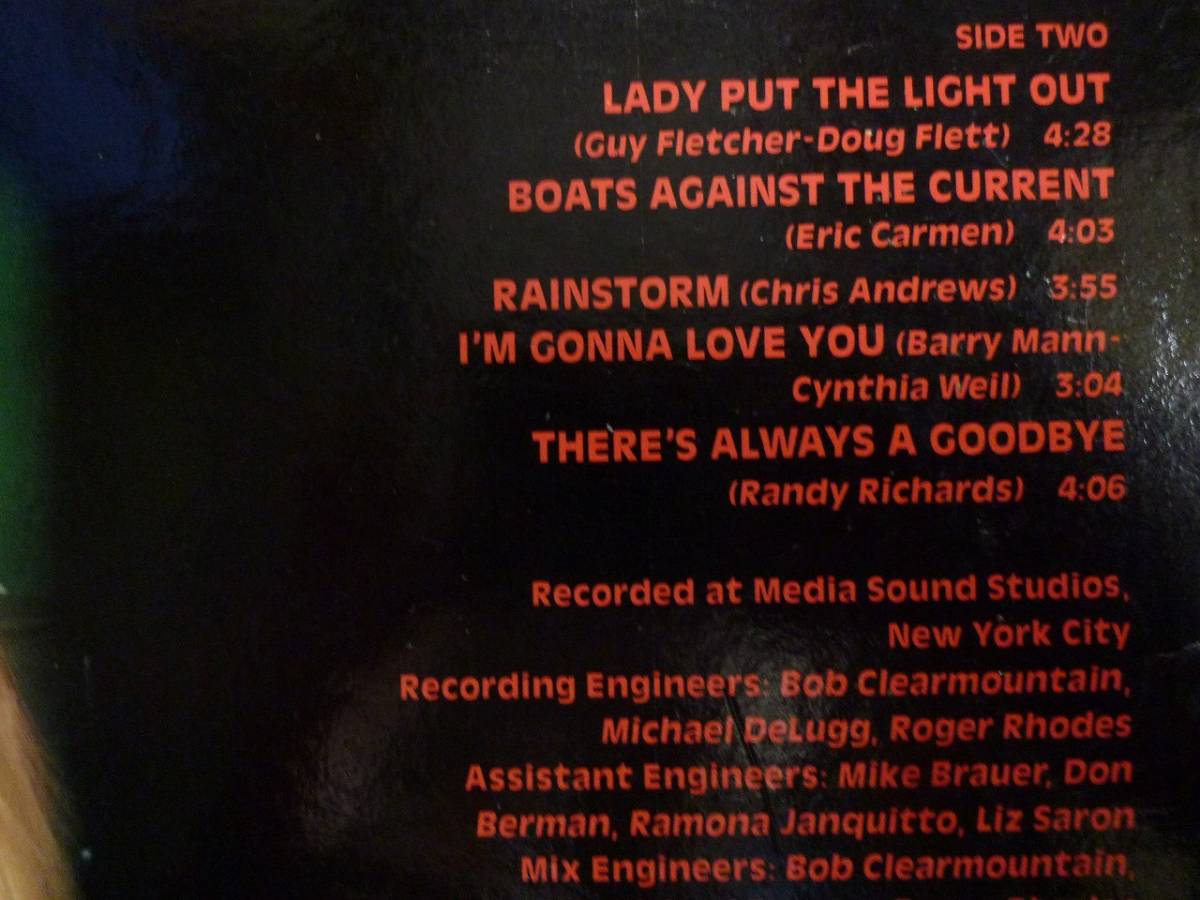 SIDE TWO
LADY PUT THE LIGHT OUT
(Guy Fletcher-Doug Flett) 4:28
BOATS AGAINST THE CURRENT
(Eric Carmen) 4:03
RAINSTORM (Chris Andrews) 3:55
I'M GONNA LOVE YOU (Barry Mann-
Cynthia Weil) 3:04
THERE'S ALWAYS A GOODBYE
(Randy Richards) 4:06
Recorded at Media Sound Studios,
New York City
Recording Engineers: Bob Clearmountain,
Michael DeLugg, Roger Rhodes
Assistant Engineers: Mike Brauer, Don
Berman, Ramona Janquitto, Liz Saron
Mix Engineers: Bob Clearmountain,